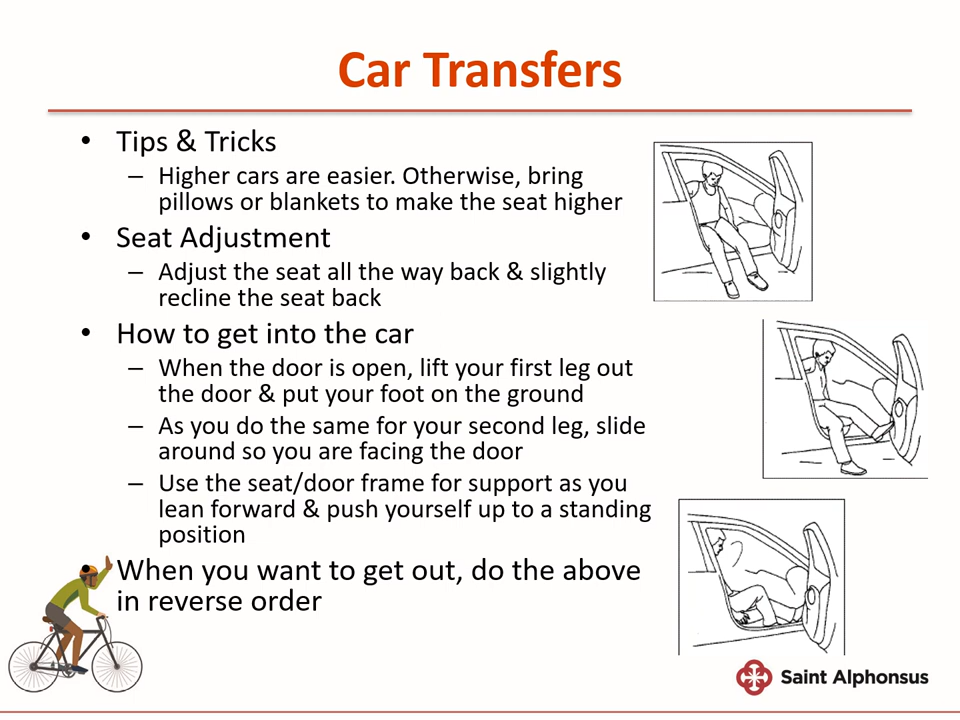 Car Transfers
• Tips & Tricks
– Higher cars are easier. Otherwise, bring
pillows or blankets to make the seat higher
• Seat Adjustment
– Adjust the seat all the way back & slightly
recline the seat back
• How to get into the car
– When the door is open, lift your first leg out
the door & put your foot on the ground
– As you do the same for your second leg, slide
around so you are facing the door
– Use the seat/door frame for support as you
lean forward & push yourself up to a standing
position
• When you want to get out, do the above
in reverse order
Saint Alphonsus